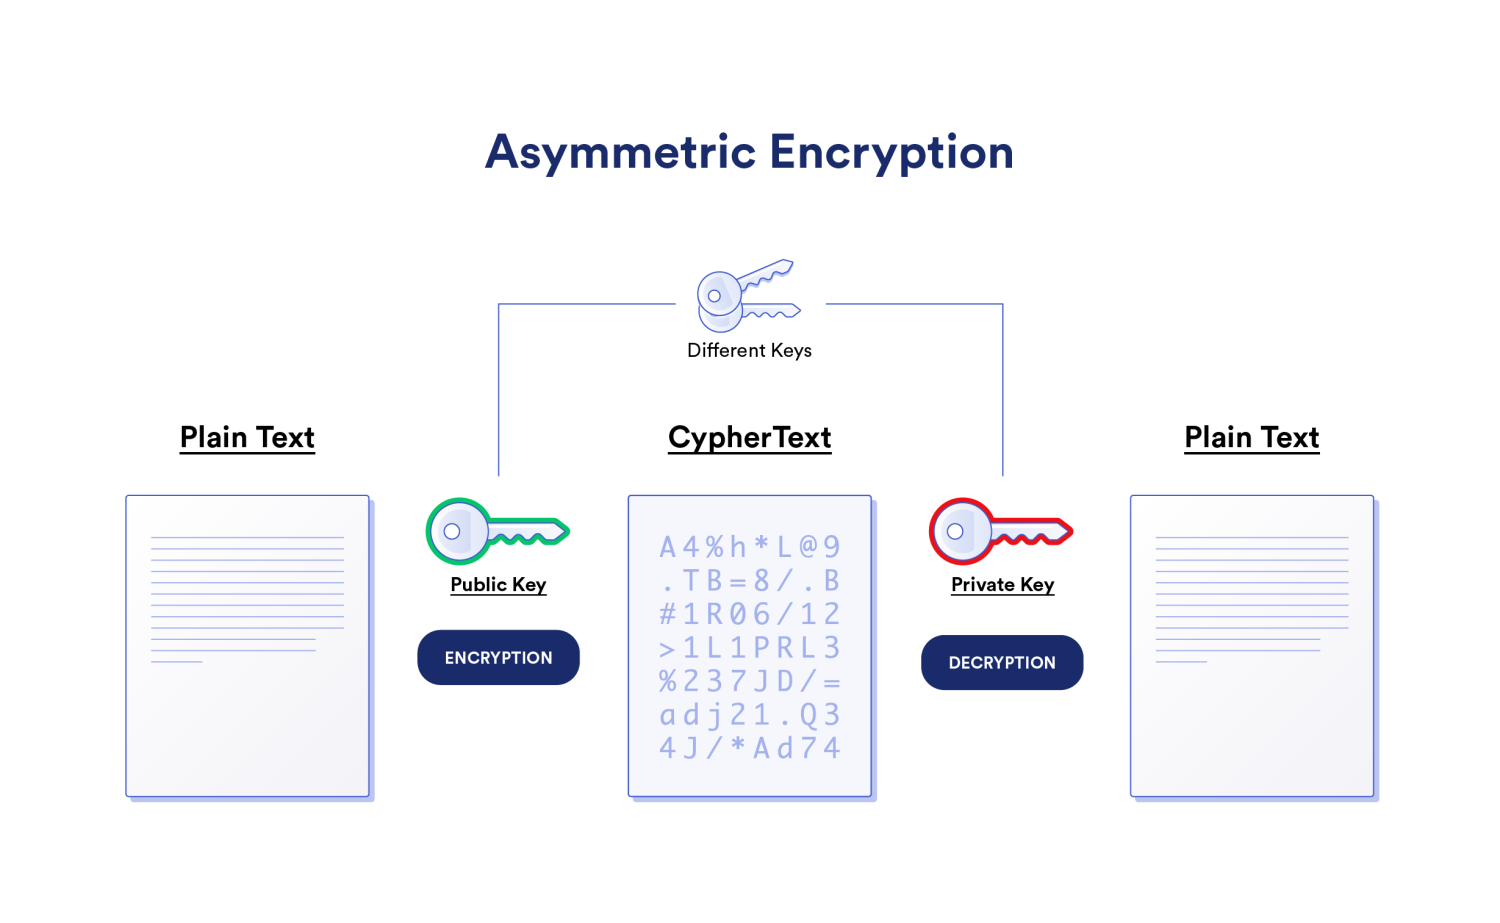 Asymmetric Encryption
Different Keys
Plain Text
CypherText
Plain Text
Public Key
ENCRYPTION
A4%h*L@9
.TB=8/.B
#1R06/12
>1L1PRL3
%237JD/=
adj21.Q3
4J/*Ad74
Private Key
DECRYPTION